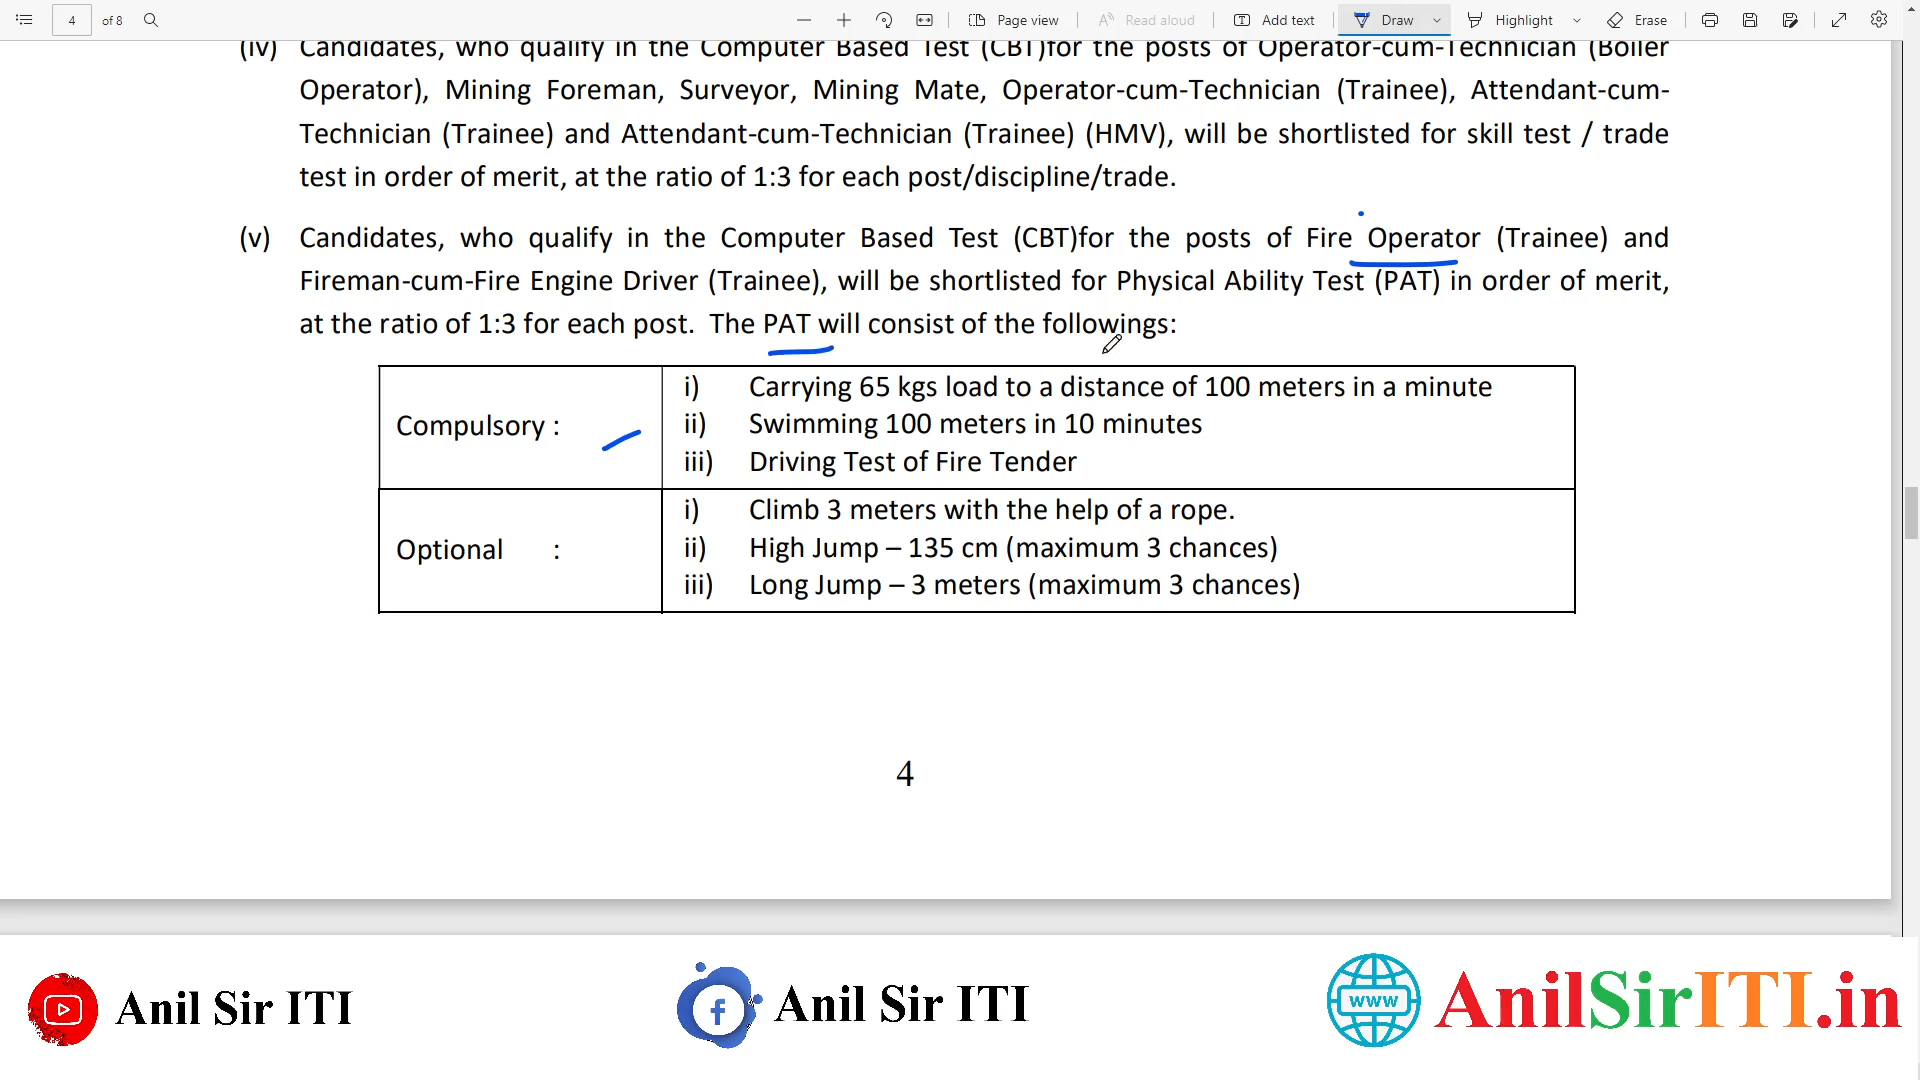 4 of 8 Page view Read aloud Add text Draw Highlight Erase
(iv) Candidates, who qualify in the Computer Based Test (CBT)for the posts of Operator-cum-Technician (Boiler
Operator), Mining Foreman, Surveyor, Mining Mate, Operator-cum-Technician (Trainee), Attendant-cum-
Technician (Trainee) and Attendant-cum-Technician (Trainee) (HMV), will be shortlisted for skill test / trade
test in order of merit, at the ratio of 1:3 for each post/discipline/trade.
(v) Candidates, who qualify in the Computer Based Test (CBT)for the posts of Fire Operator (Trainee) and
Fireman-cum-Fire Engine Driver (Trainee), will be shortlisted for Physical Ability Test (PAT) in order of merit,
at the ratio of 1:3 for each post. The PAT will consist of the followings:
Compulsory :
i) Carrying 65 kgs load to a distance of 100 meters in a minute
ii) Swimming 100 meters in 10 minutes
iii) Driving Test of Fire Tender
Optional :
i) Climb 3 meters with the help of a rope.
ii) High Jump – 135 cm (maximum 3 chances)
iii) Long Jump – 3 meters (maximum 3 chances)
4
Anil Sir ITI
f Anil Sir ITI
www AnilSirITI.in